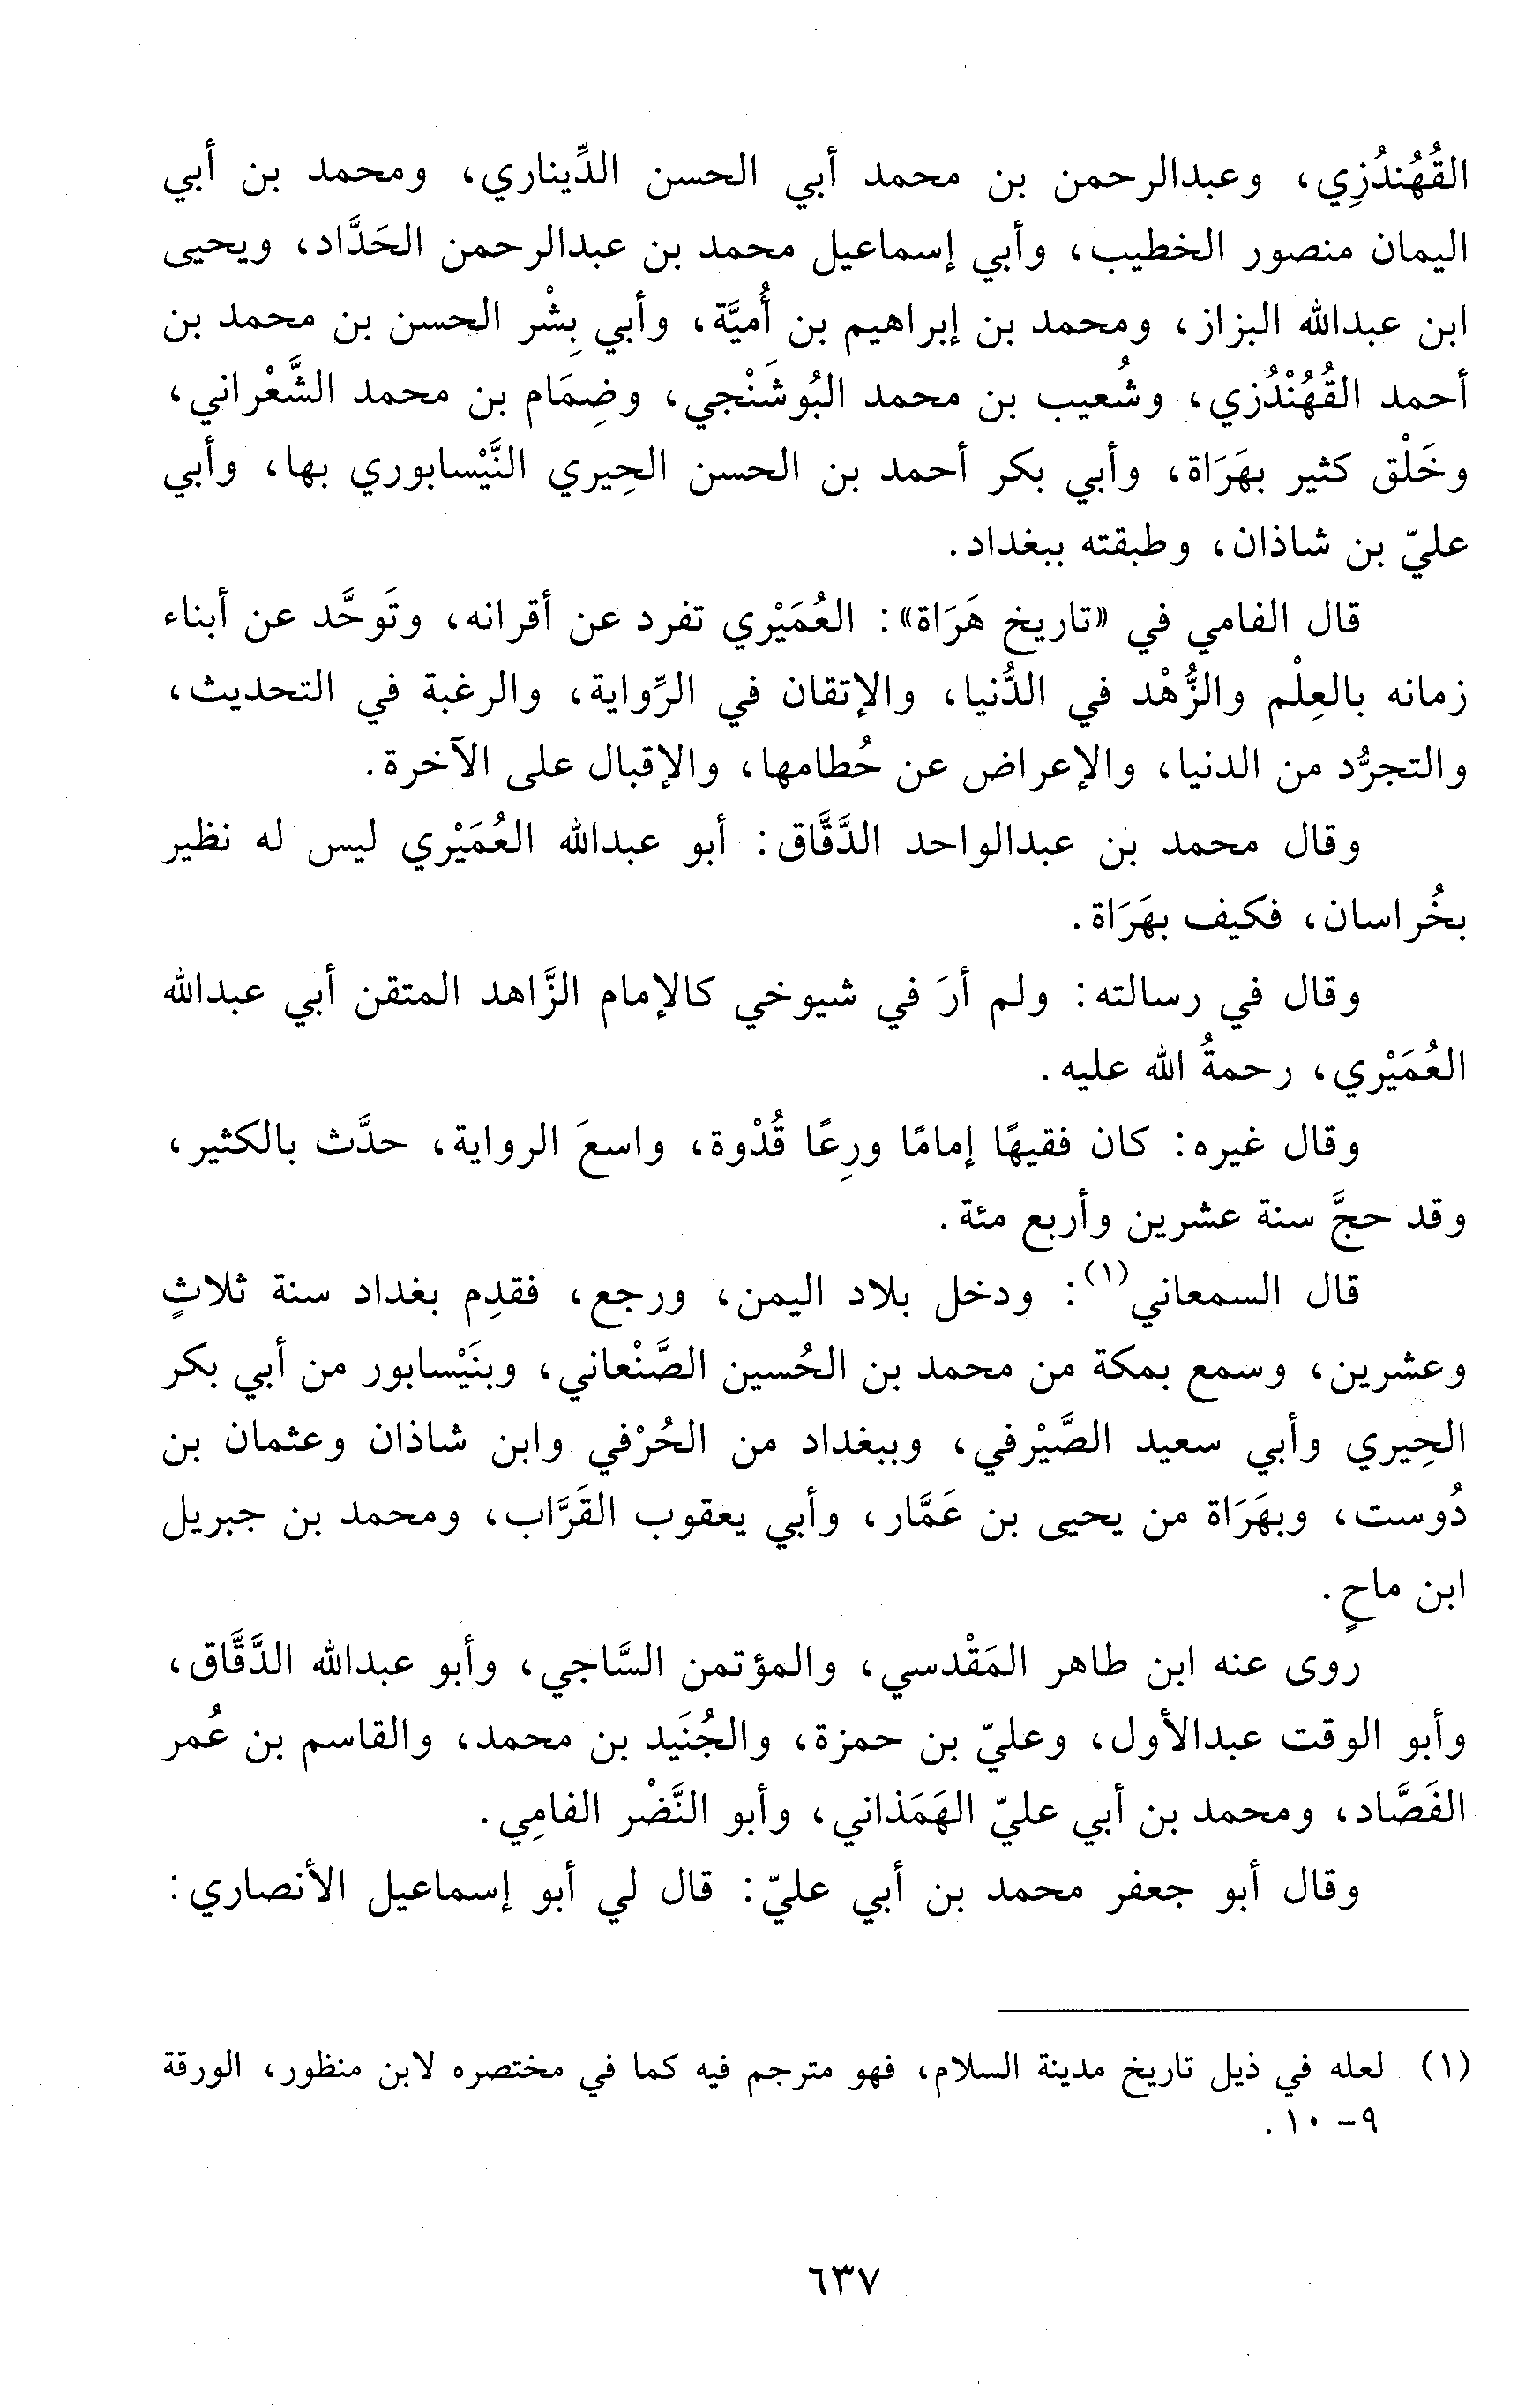 القُهُندُزِي، وعبدالرحمن بن محمد أبي الحسن الدِّيناري، ومحمد بن أبي
اليمان منصور الخطيب، وأبي إسماعيل محمد بن عبدالرحمن الحَدَّاد، ويحيى
ابن عبدالله البزاز، ومحمد بن إبراهيم بن أُميَّة، وأبي بِشْر الحسن بن محمد بن
أحمد القُهُنْدُزي، وشُعيب بن محمد البُوشَنْجي، وضِمَام بن محمد الشَّعْراني،
وخَلْق كثير بهَرَاة، وأبي بكر أحمد بن الحسن الحِيري النَّيْسابوري بها، وأبي
عليّ بن شاذان، وطبقته ببغداد.
قال الفامي في «تاريخ هَرَاة»: العُمَيْري تفرد عن أقرانه، وتَوحَّد عن أبناء
زمانه بالعِلْم والزُّهْد في الدُّنيا، والإتقان في الرِّواية، والرغبة في التحديث،
والتجرُّد من الدنيا، والإعراض عن حُطامها، والإقبال على الآخرة.
وقال محمد بن عبدالواحد الدَّقَّاق: أبو عبدالله العُمَيْري ليس له نظير
بخُراسان، فكيف بهَرَاة.
وقال في رسالته: ولم أرَ في شيوخي كالإمام الزَّاهد المتقن أبي عبدالله
العُمَيْري، رحمةُ الله عليه.
وقال غيره: كان فقيهًا إمامًا ورِعًا قُدْوة، واسعَ الرواية، حدَّث بالكثير،
وقد حجَّ سنة عشرين وأربع مئة.
قال السمعاني(١): ودخل بلاد اليمن، ورجع، فقدِم بغداد سنة ثلاثٍ
وعشرين، وسمع بمكة من محمد بن الحُسين الصَّنْعاني، وبنَيْسابور من أبي بكر
الحِيري وأبي سعيد الصَّيْرفي، وببغداد من الحُرْفي وابن شاذان وعثمان بن
دُوست، وبهَرَاة من يحيى بن عَمَّار، وأبي يعقوب القَرَّاب، ومحمد بن جبريل
ابن ماحٍ.
روى عنه ابن طاهر المَقْدسي، والمؤتمن السَّاجي، وأبو عبدالله الدَّقَّاق،
وأبو الوقت عبدالأول، وعليّ بن حمزة، والجُنَيد بن محمد، والقاسم بن عُمر
الفَصَّاد، ومحمد بن أبي عليّ الهَمَذاني، وأبو النَّضْر الفامِي.
وقال أبو جعفر محمد بن أبي عليّ: قال لي أبو إسماعيل الأنصاري:
(١) لعله في ذيل تاريخ مدينة السلام، فهو مترجم فيه كما في مختصره لابن منظور، الورقة
٩- ١٠.
٦٣٧